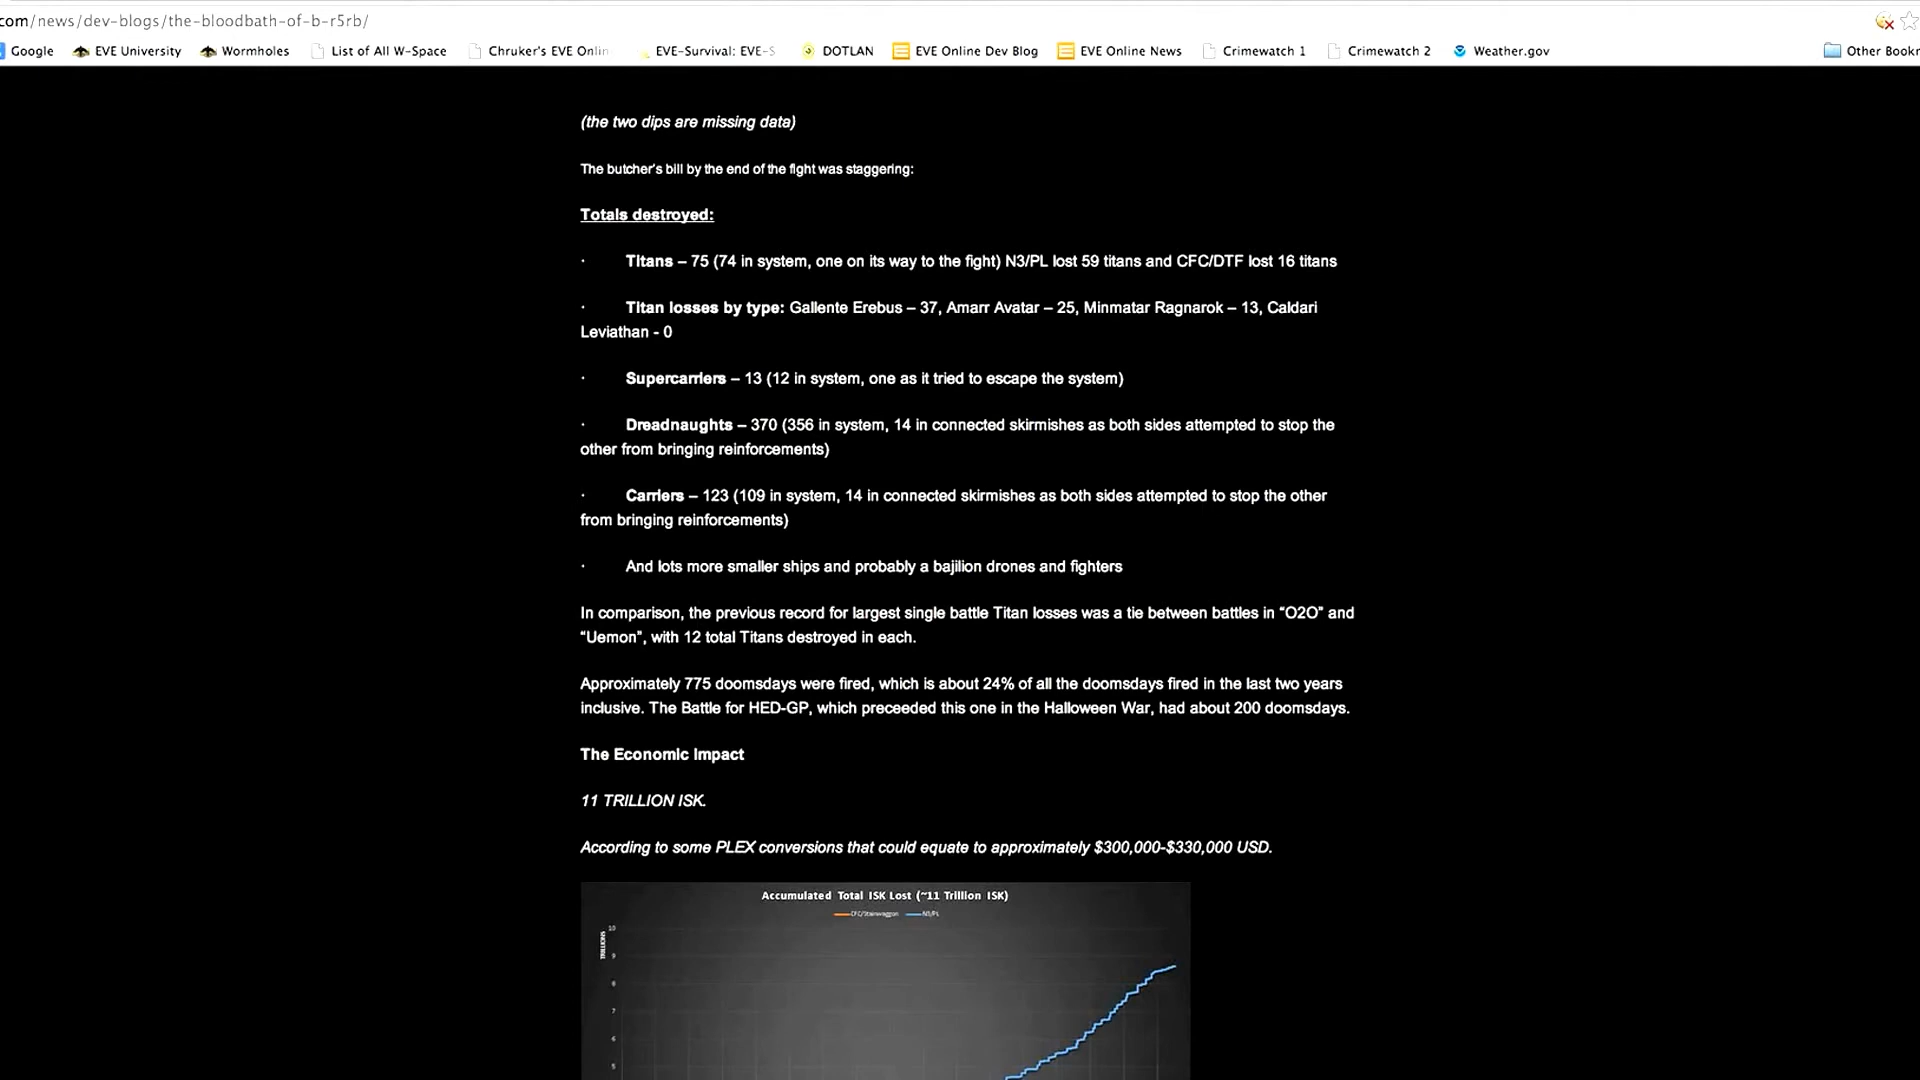 com/news/dev-blogs/the-bloodbath-of-b-r5rb/
Google EVE University Wormholes List of All W-Space Chruker's EVE Onlin EVE-Survival: EVE-S DOTLAN EVE Online Dev Blog EVE Online News Crimewatch 1 Crimewatch 2 Weather.gov Other Bookr
(the two dips are missing data)
The butcher's bill by the end of the fight was staggering:
Totals destroyed:
· Titans – 75 (74 in system, one on its way to the fight) N3/PL lost 59 titans and CFC/DTF lost 16 titans
· Titan losses by type: Gallente Erebus – 37, Amarr Avatar – 25, Minmatar Ragnarok – 13, Caldari
Leviathan - 0
· Supercarriers – 13 (12 in system, one as it tried to escape the system)
· Dreadnaughts – 370 (356 in system, 14 in connected skirmishes as both sides attempted to stop the
other from bringing reinforcements)
· Carriers – 123 (109 in system, 14 in connected skirmishes as both sides attempted to stop the other
from bringing reinforcements)
· And lots more smaller ships and probably a bajilion drones and fighters
In comparison, the previous record for largest single battle Titan losses was a tie between battles in “O2O” and
“Uemon”, with 12 total Titans destroyed in each.
Approximately 775 doomsdays were fired, which is about 24% of all the doomsdays fired in the last two years
inclusive. The Battle for HED-GP, which preceeded this one in the Halloween War, had about 200 doomsdays.
The Economic Impact
11 TRILLION ISK.
According to some PLEX conversions that could equate to approximately $300,000-$330,000 USD.
Accumulated Total ISK Lost (~11 Trillion ISK)
CFC/Stainwaggon N3/PL
TRILLIONS
10
9
8
7
6
5